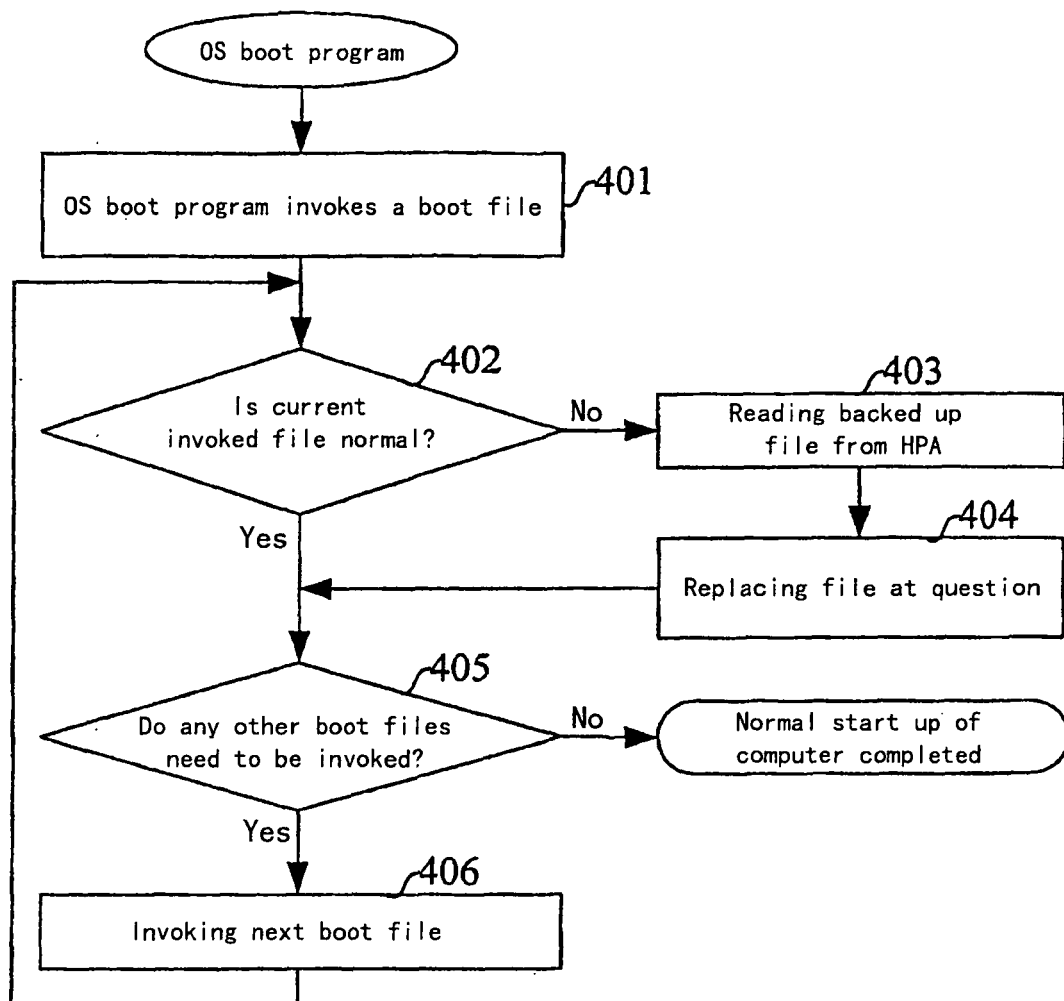 OS boot program
OS boot program invokes a boot file
401
402
Is current
invoked file normal?
No
Yes
403
Reading backed up
file from HPA
404
Replacing file at question
405
Do any other boot files
need to be invoked?
No
Yes
Normal start up of
computer completed
406
Invoking next boot file